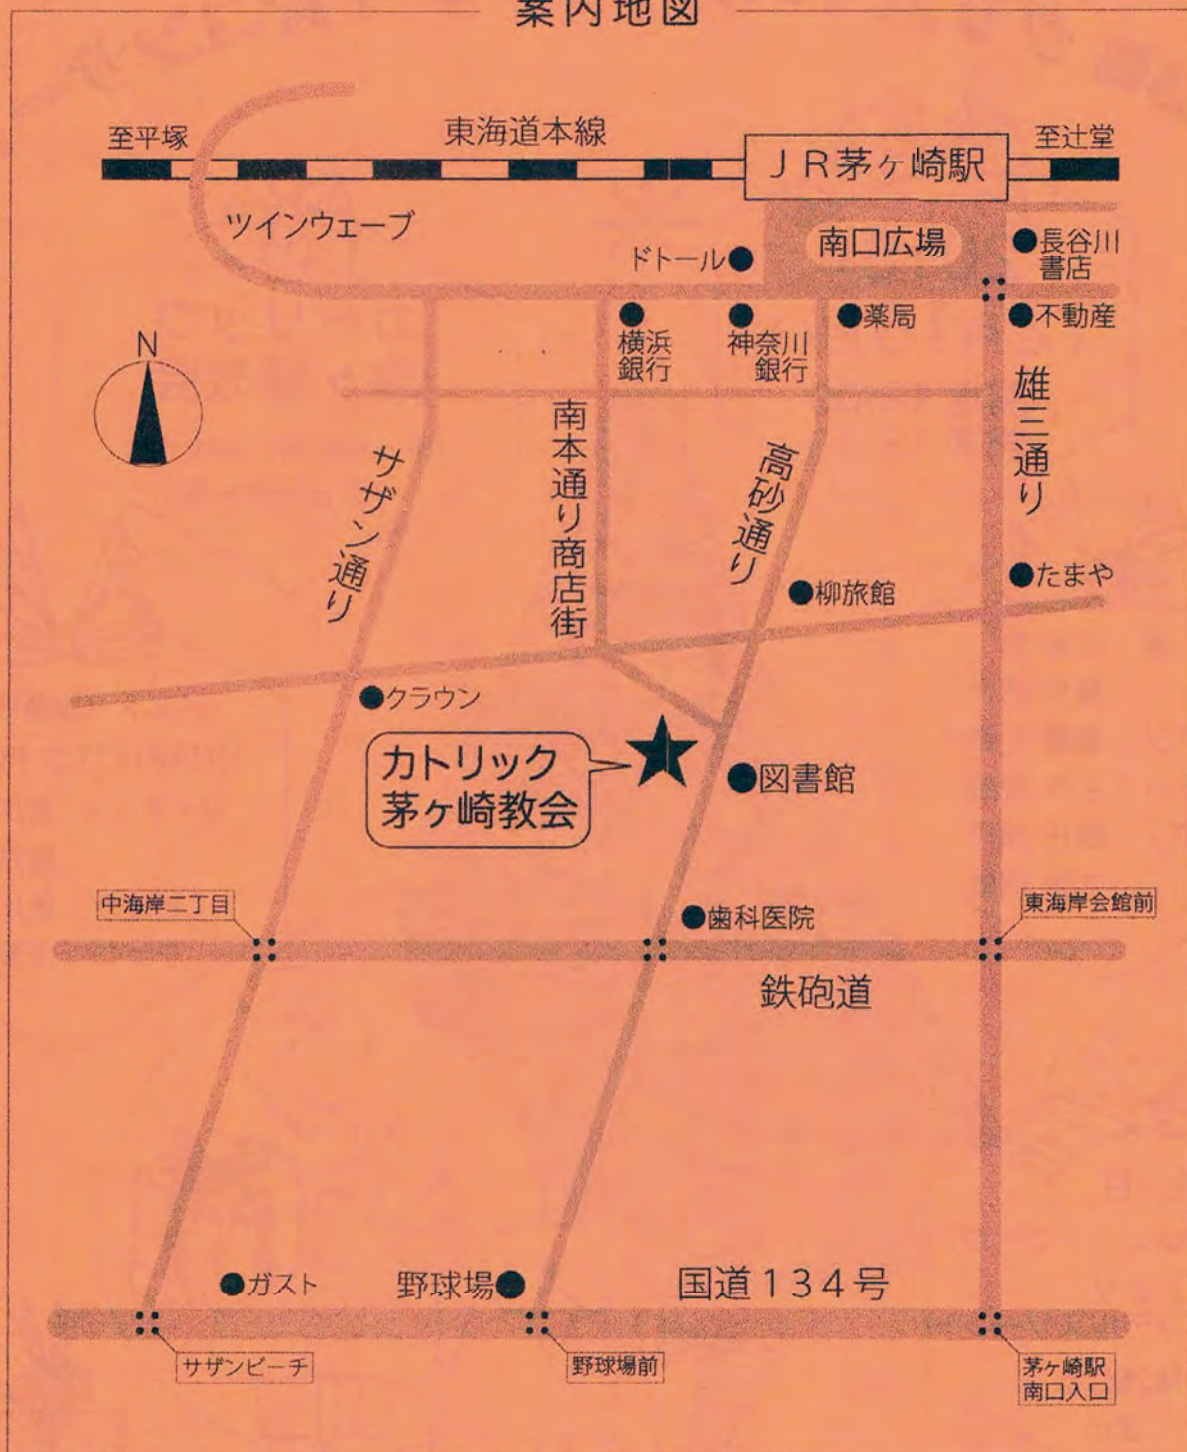 案内地図
至平塚
東海道本線
JR茅ヶ崎駅
至辻堂
ツインウェーブ
南口広場
ドトール
長谷川
書店
横浜
銀行
神奈川
銀行
薬局
不動産
N
サザン通り
南本通り商店街
高砂通り
雄三通り
たまや
柳旅館
クラウン
カトリック
茅ヶ崎教会
図書館
中海岸二丁目
歯科医院
東海岸会館前
鉄砲道
ガスト
野球場
国道134号
サザンビーチ
野球場前
茅ヶ崎駅
南口入口